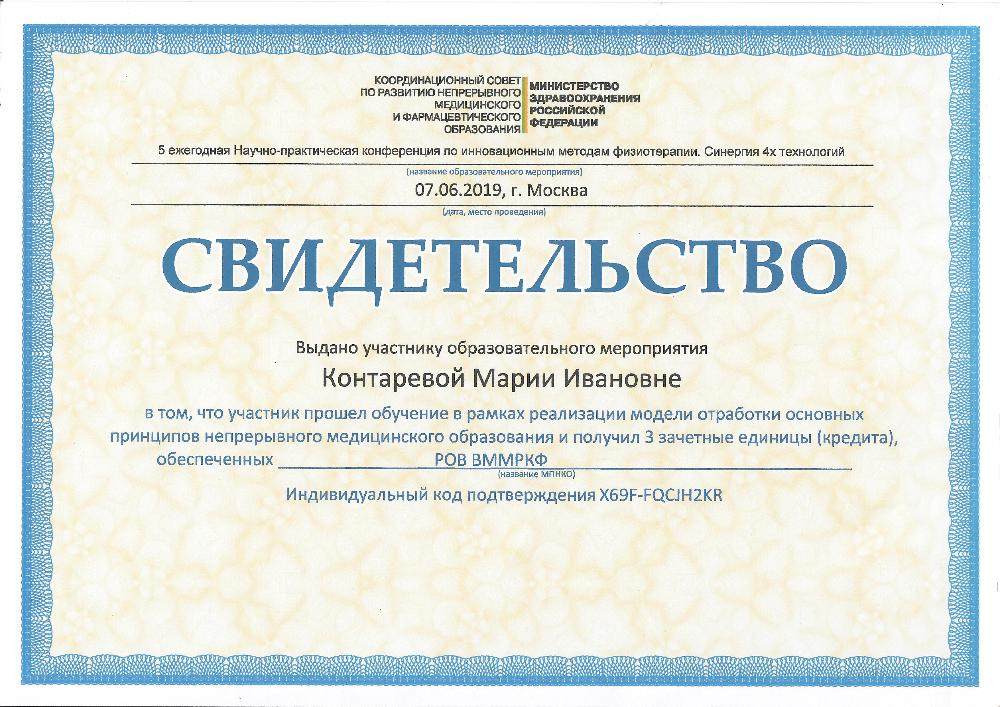 КООРДИНАЦИОННЫЙ СОВЕТ
ПО РАЗВИТИЮ НЕПРЕРЫВНОГО
МЕДИЦИНСКОГО
И ФАРМАЦЕВТИЧЕСКОГО
ОБРАЗОВАНИЯ
МИНИСТЕРСТВО
ЗДРАВООХРАНЕНИЯ
РОССИЙСКОЙ
ФЕДЕРАЦИИ
5 ежегодная Научно-практическая конференция по инновационным методам физиотерапии. Синергия 4х технологий
(название образовательного мероприятия)
07.06.2019, г. Москва
(дата, место проведения)
СВИДЕТЕЛЬСТВО
Выдано участнику образовательного мероприятия
Контаревой Марии Ивановне
в том, что участник прошел обучение в рамках реализации модели отработки основных
принципов непрерывного медицинского образования и получил 3 зачетные единицы (кредита),
обеспеченных РОВ ВММРКФ
(название МПНКО)
Индивидуальный код подтверждения X69F-FQCJH2KR